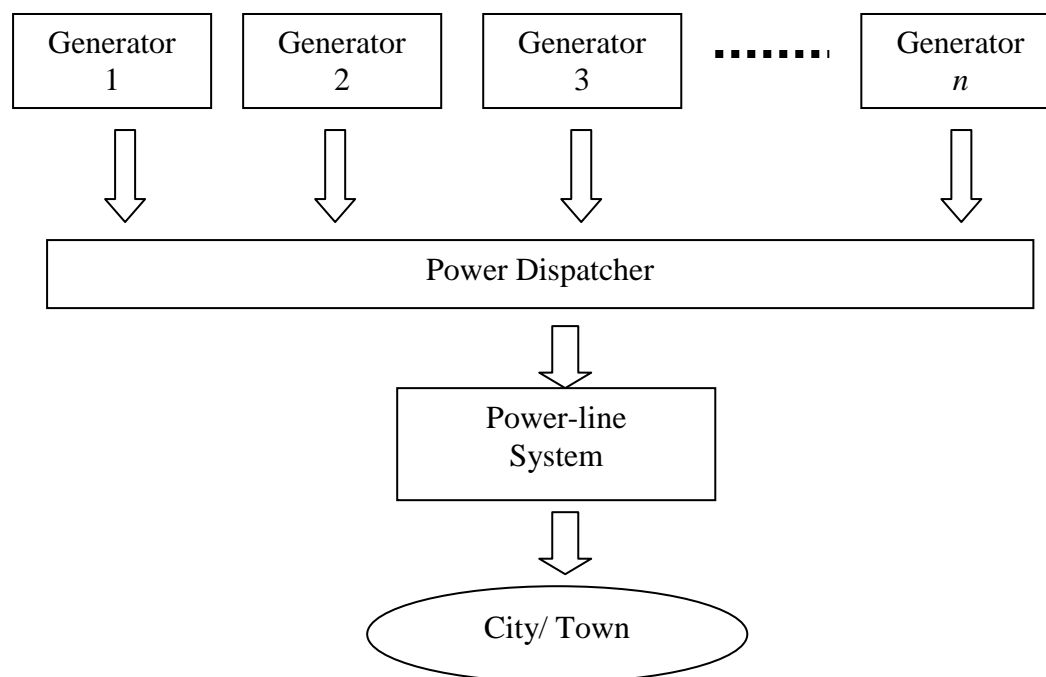 Generator
1
Generator
2
Generator
3
Generator
n
Power Dispatcher
Power-line
System
City/ Town